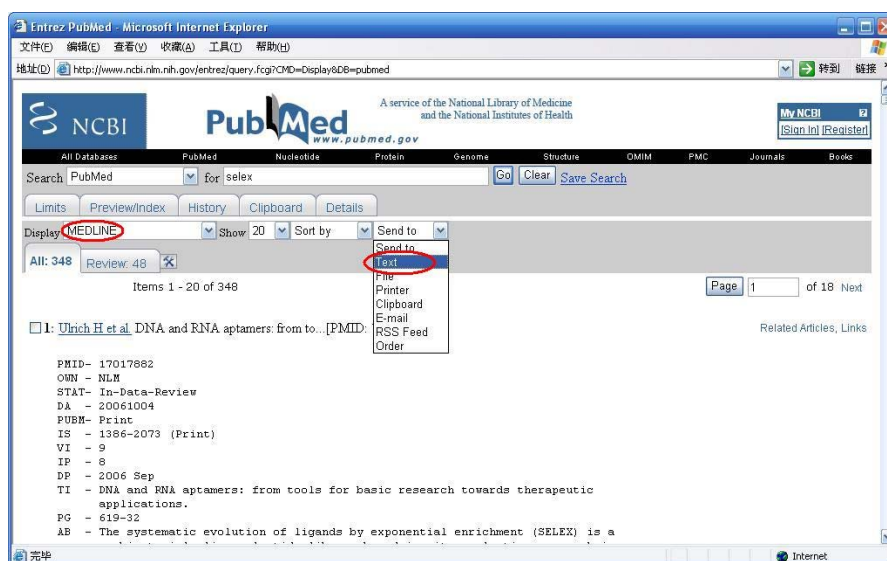 Entrez PubMed - Microsoft Internet Explorer
文件(F) 编辑(E) 查看(V) 收藏(A) 工具(T) 帮助(H)
地址(D) http://www.ncbi.nlm.nih.gov/entrez/query.fcgi?CMD=Display&DB=pubmed 转到 链接
NCBI
PubMed
www.pubmed.gov
A service of the National Library of Medicine
and the National Institutes of Health
My NCBI
[Sign In] [Register]
All Databases PubMed Nucleotide Protein Genome Structure OMIM PMC Journals Books
Search PubMed for selex Go Clear Save Search
Limits Preview/Index History Clipboard Details
Display MEDLINE Show 20 Sort by Send to
Send to
Text
File
Printer
Clipboard
E-mail
RSS Feed
Order
All: 348 Review: 48
Items 1 - 20 of 348 Page 1 of 18 Next
1: Ulrich H et al. DNA and RNA aptamers: from to...[PMID: Related Articles, Links
PMID- 17017882
OWN - NLM
STAT- In-Data-Review
DA - 20061004
PUBM- Print
IS - 1386-2073 (Print)
VI - 9
IP - 8
DP - 2006 Sep
TI - DNA and RNA aptamers: from tools for basic research towards therapeutic
applications.
PG - 619-32
AB - The systematic evolution of ligands by exponential enrichment (SELEX) is a
完毕 Internet